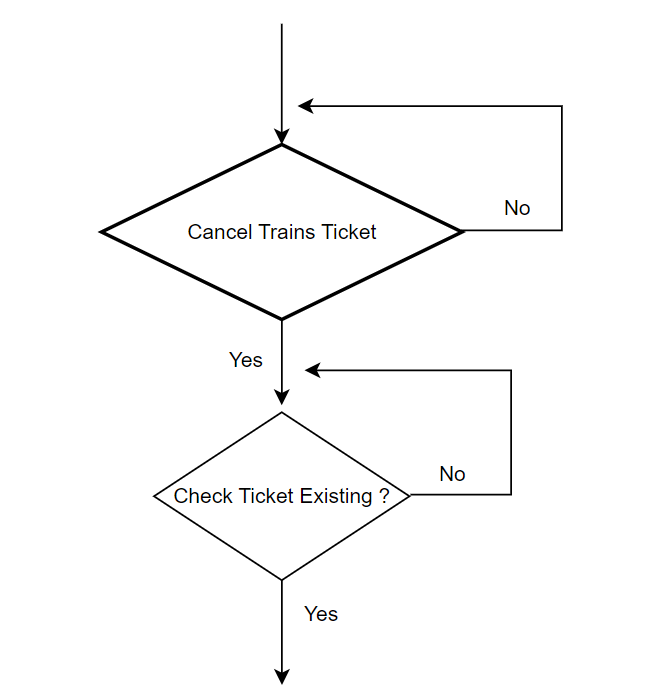 Cancel Trains Ticket
No
Yes
Check Ticket Existing ?
No
Yes